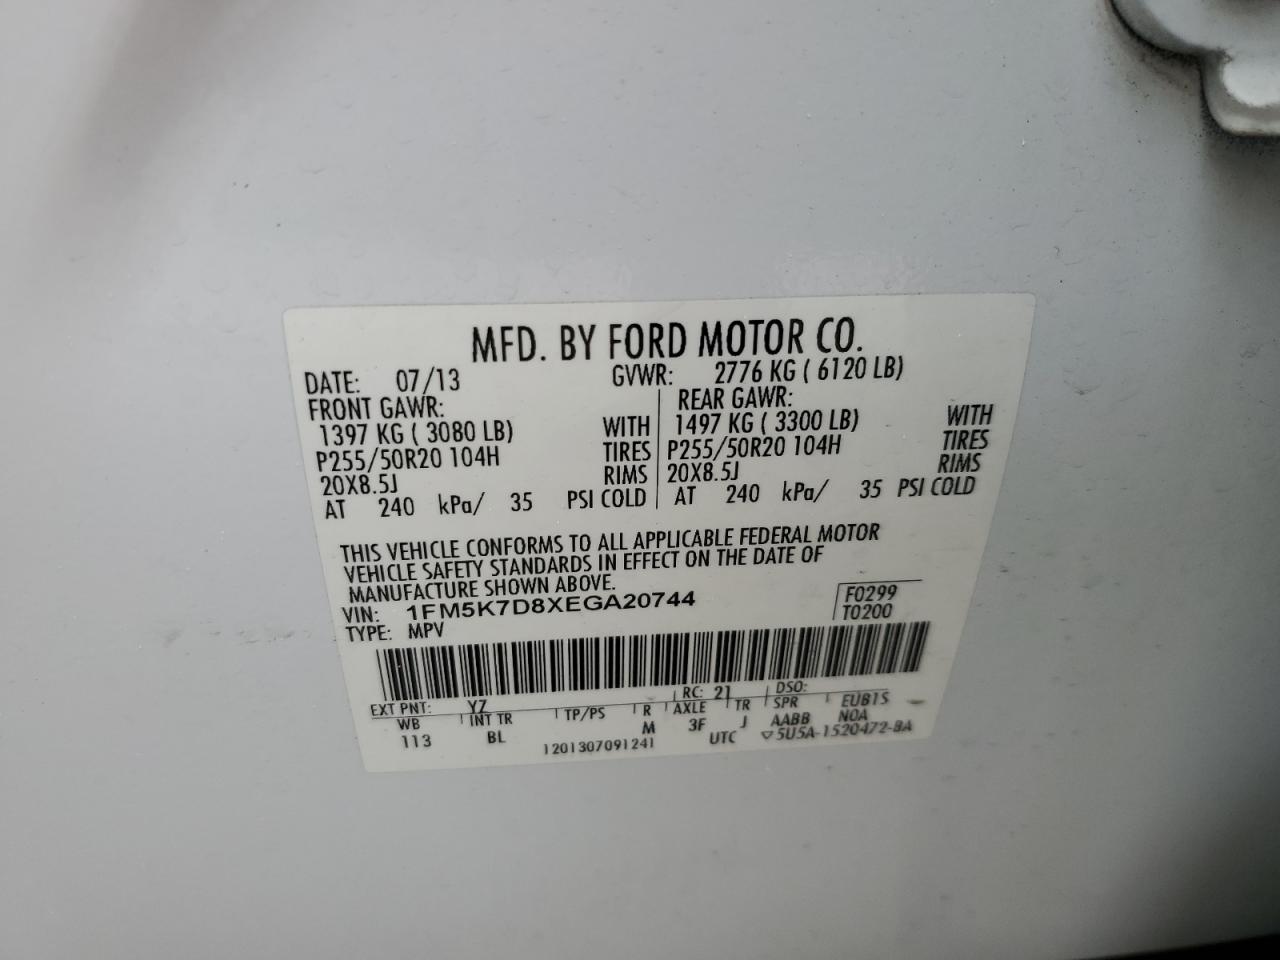 MFD. BY FORD MOTOR CO.
DATE: 07/13 GVWR: 2776 KG ( 6120 LB)
FRONT GAWR: REAR GAWR:
1397 KG ( 3080 LB) WITH 1497 KG ( 3300 LB) WITH
P255/50R20 104H TIRES P255/50R20 104H TIRES
20X8.5J RIMS 20X8.5J RIMS
AT 240 kPa/ 35 PSI COLD AT 240 kPa/ 35 PSI COLD
THIS VEHICLE CONFORMS TO ALL APPLICABLE FEDERAL MOTOR
VEHICLE SAFETY STANDARDS IN EFFECT ON THE DATE OF
MANUFACTURE SHOWN ABOVE.
VIN: 1FM5K7D8XEGA20744 F0299
TYPE: MPV T0200
EXT PNT: YZ RC: 21 DSO:
WB INT TR TP/PS R AXLE TR SPR EUB1S
113 BL M 3F J AABB N0A
1201307091241 UTC ▽5U5A-1520472-BA